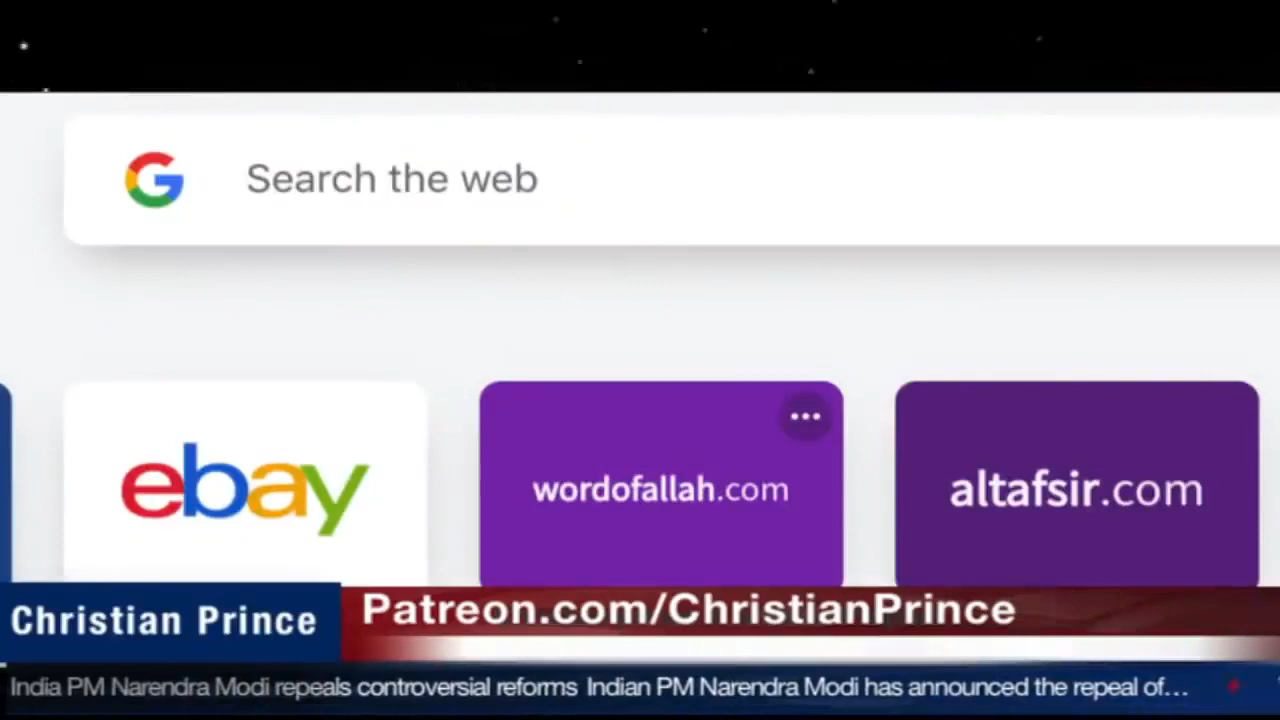 Search the web
ebay
wordofallah.com
altafsir.com
Christian Prince
Patreon.com/ChristianPrince
India PM Narendra Modi repeals controversial reforms Indian PM Narendra Modi has announced the repeal of...